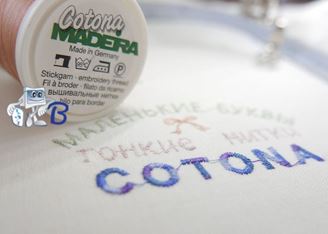 Cotona
MADEIRA
Made in Germany
Stickgarn - embroidery thread
Fil à broder - filato da ricamo
вышивальные нитки
hilo para bordar
В
МАЛЕНЬКИЕ БУКВЫ
тонкие нитки
COTONA